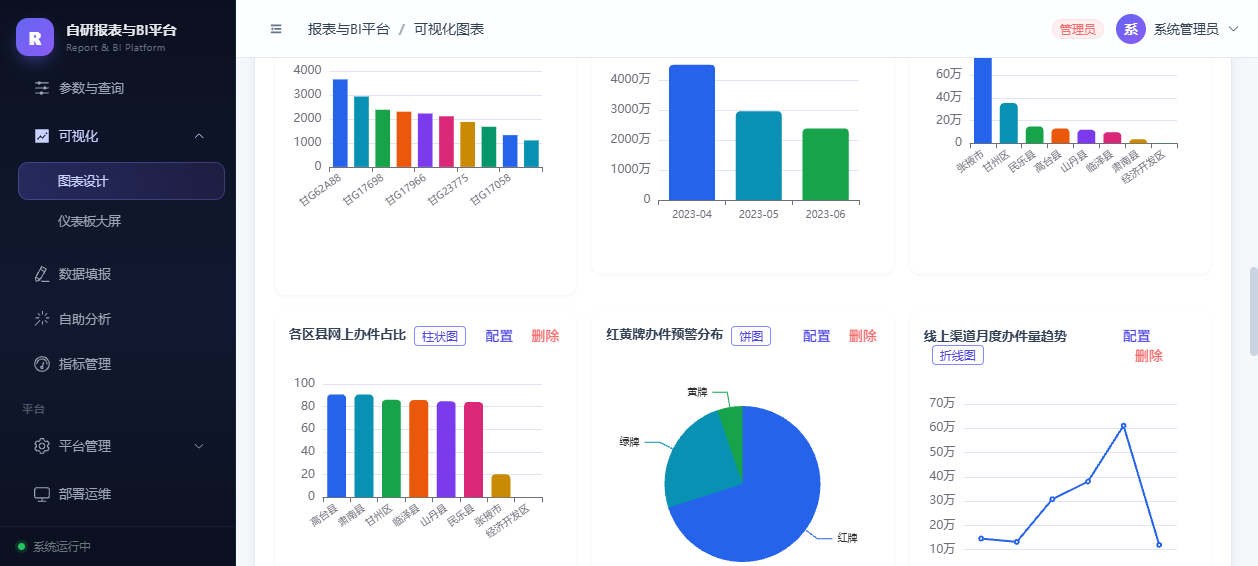 R
自研报表与BI平台
Report & BI Platform
参数与查询
可视化
图表设计
仪表板大屏
数据填报
自助分析
指标管理
平台
平台管理
部署运维
系统运行中
报表与BI平台 / 可视化图表
管理员
系
系统管理员
4000
3000
2000
1000
0
甘G62A88
甘G17698
甘G17966
甘G23775
甘G17058
4000万
3000万
2000万
1000万
0
2023-04
2023-05
2023-06
60万
40万
20万
0
张掖市
甘州区
民乐县
高台县
山丹县
临泽县
肃南县
经济开发区
各区县网上办件占比 柱状图 配置 删除
100
80
60
40
20
0
高台县
肃南县
甘州区
临泽县
山丹县
民乐县
张掖市
经济开发区
红黄牌办件预警分布 饼图 配置 删除
黄牌
绿牌
红牌
线上渠道月度办件量趋势 配置
折线图 删除
70万
60万
50万
40万
30万
20万
10万